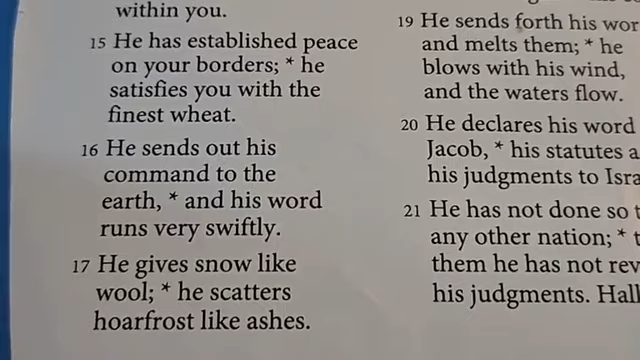 within you.
15 He has established peace
on your borders; * he
satisfies you with the
finest wheat.
16 He sends out his
command to the
earth, * and his word
runs very swiftly.
17 He gives snow like
wool; * he scatters
hoarfrost like ashes.
19 He sends forth his wor
and melts them; * he
blows with his wind,
and the waters flow.
20 He declares his word
Jacob, * his statutes a
his judgments to Isra
21 He has not done so t
any other nation; * t
them he has not rev
his judgments. Hall